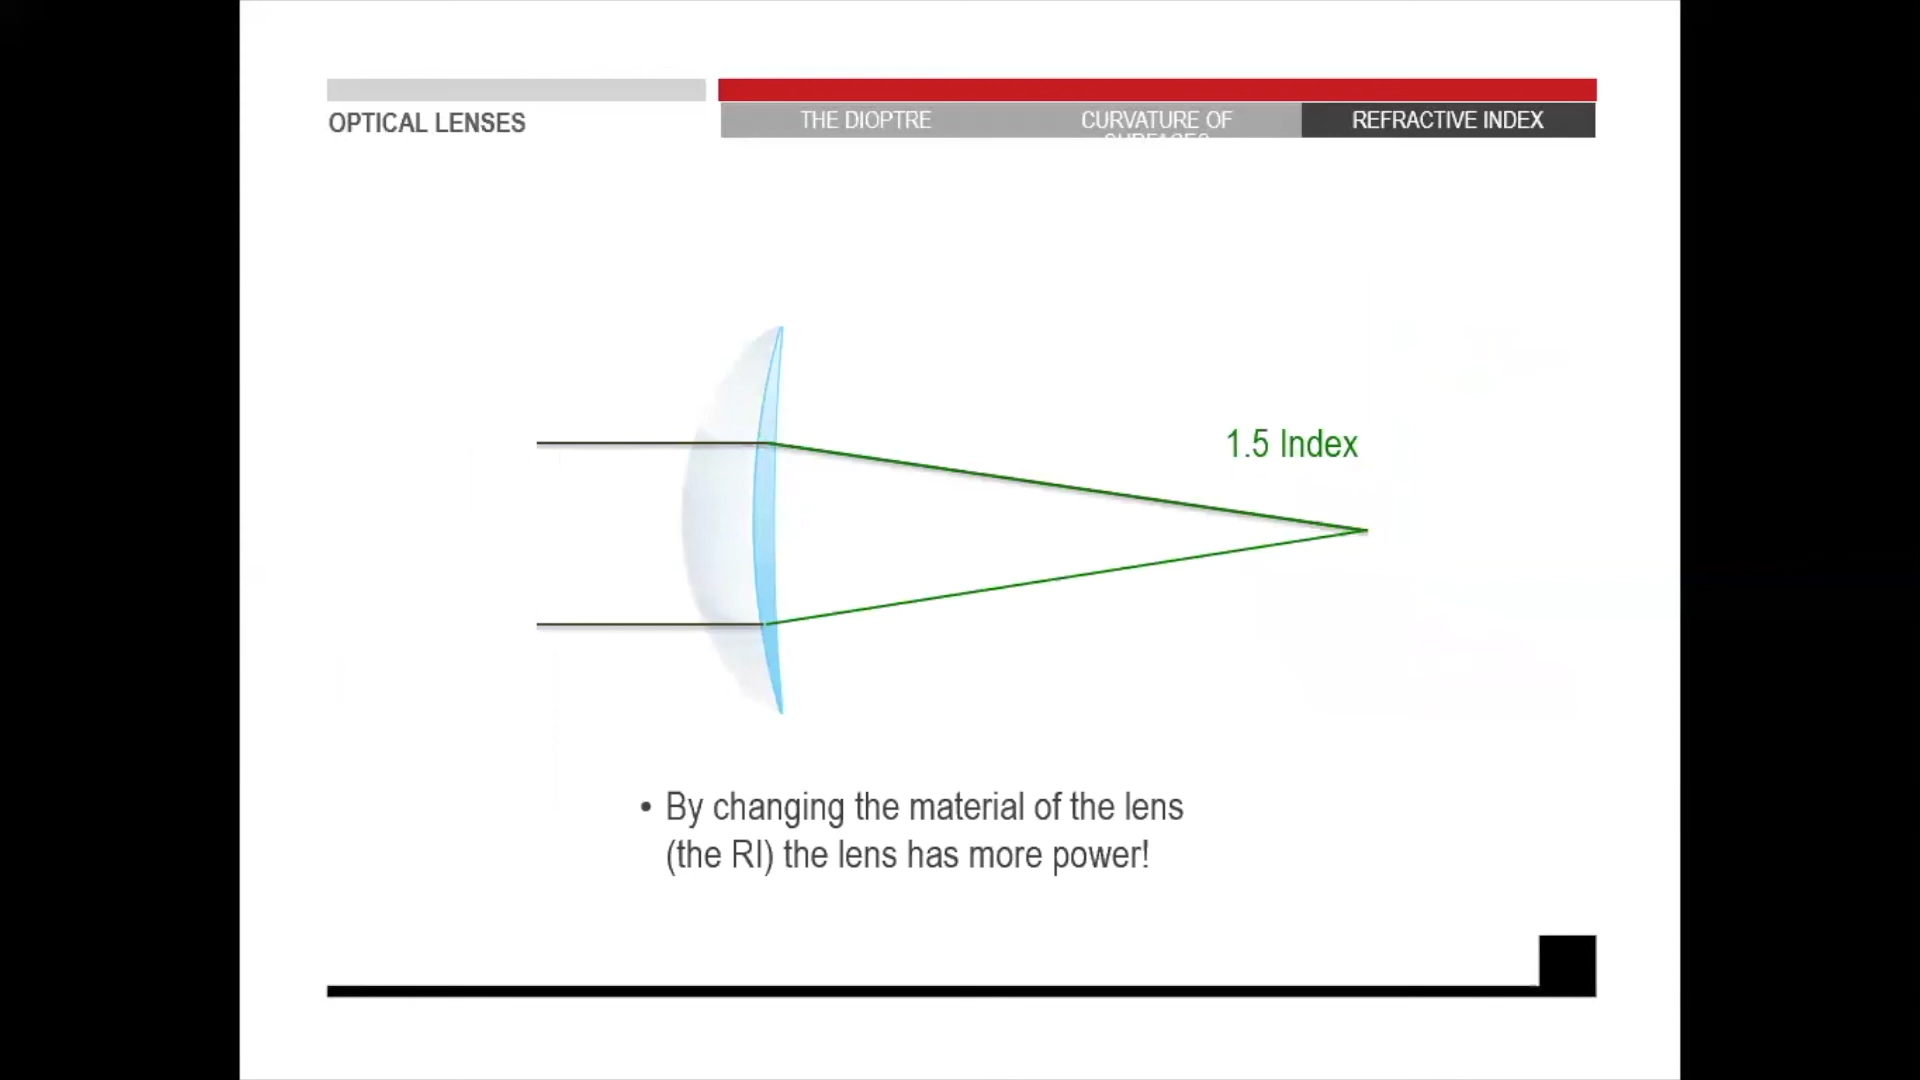 OPTICAL LENSES
THE DIOPTRE
CURVATURE OF
SURFACES
REFRACTIVE INDEX
1.5 Index
• By changing the material of the lens
(the RI) the lens has more power!